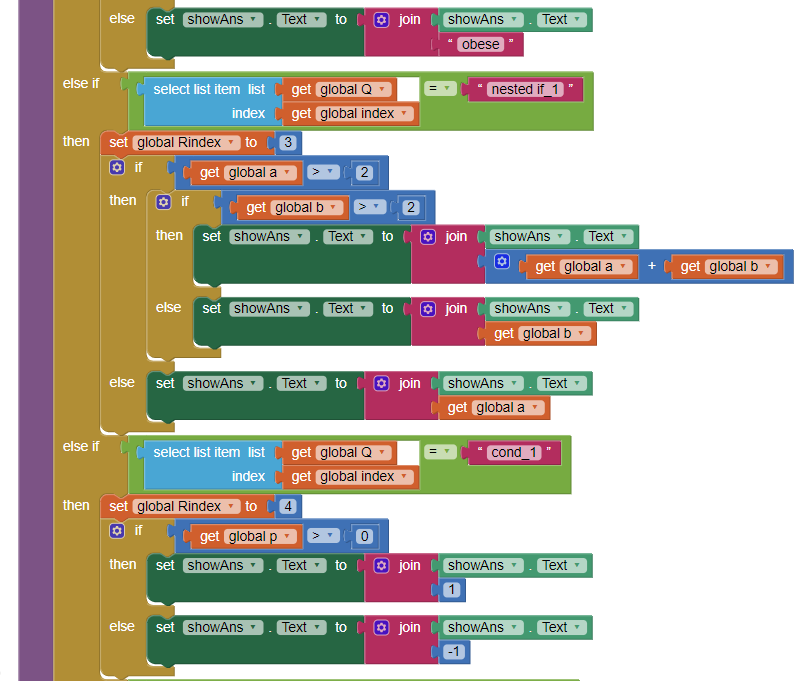 else set showAns . Text to join showAns . Text
" obese "
else if select list item list get global Q = " nested if_1 "
index get global index
then set global Rindex to 3
if get global a > 2
then if get global b > 2
then set showAns . Text to join showAns . Text
get global a + get global b
else set showAns . Text to join showAns . Text
get global b
else set showAns . Text to join showAns . Text
get global a
else if select list item list get global Q = " cond_1 "
index get global index
then set global Rindex to 4
if get global p > 0
then set showAns . Text to join showAns . Text
1
else set showAns . Text to join showAns . Text
-1